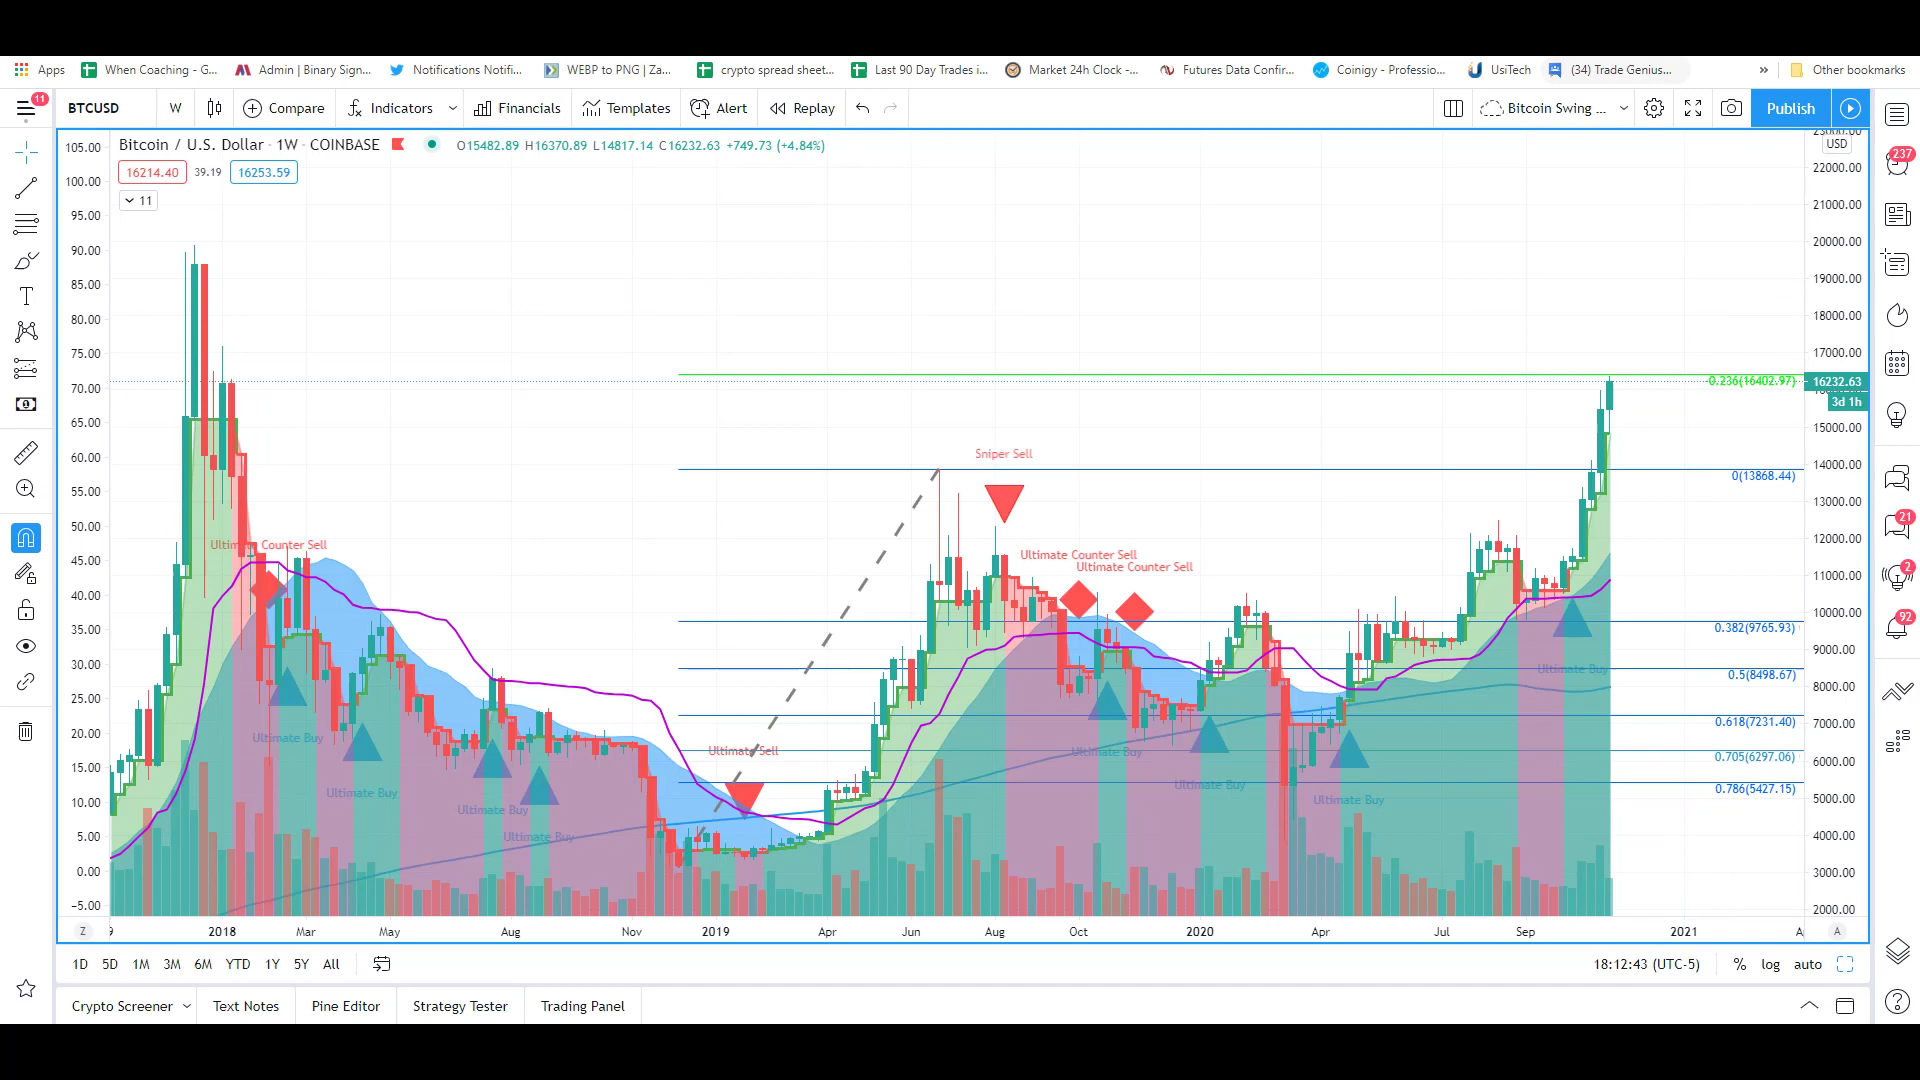 Apps When Coaching - G... Admin | Binary Sign... Notifications Notifi... WEBP to PNG | Za... crypto spread sheet... Last 90 Day Trades i... Market 24h Clock -... Futures Data Confir... Coinigy - Professio... UsiTech (34) Trade Genius... » Other bookmarks
11 BTCUSD W Compare Indicators Financials Templates Alert Replay Bitcoin Swing ... Publish
Bitcoin / U.S. Dollar · 1W · COINBASE O15482.89 H16370.89 L14817.14 C16232.63 +749.73 (+4.84%)
16214.40 39.19 16253.59
11
105.00
100.00
95.00
90.00
85.00
80.00
75.00
70.00
65.00
60.00
55.00
50.00
45.00
40.00
35.00
30.00
25.00
20.00
15.00
10.00
5.00
0.00
−5.00
Ultimate Counter Sell
Ultimate Buy
Ultimate Buy
Ultimate Buy
Ultimate Buy
Ultimate Sell
Sniper Sell
Ultimate Counter Sell
Ultimate Counter Sell
Ultimate Buy
Ultimate Buy
Ultimate Buy
Ultimate Buy
-0.236(16402.97)
0(13868.44)
0.382(9765.93)
0.5(8498.67)
0.618(7231.40)
0.705(6297.06)
0.786(5427.15)
USD
22000.00
21000.00
20000.00
19000.00
18000.00
17000.00
16232.63
3d 1h
15000.00
14000.00
13000.00
12000.00
11000.00
10000.00
9000.00
8000.00
7000.00
6000.00
5000.00
4000.00
3000.00
2000.00
237
21
2
92
Z 2018 Mar May Aug Nov 2019 Apr Jun Aug Oct 2020 Apr Jul Sep 2021 A
1D 5D 1M 3M 6M YTD 1Y 5Y All 18:12:43 (UTC-5) % log auto
Crypto Screener Text Notes Pine Editor Strategy Tester Trading Panel